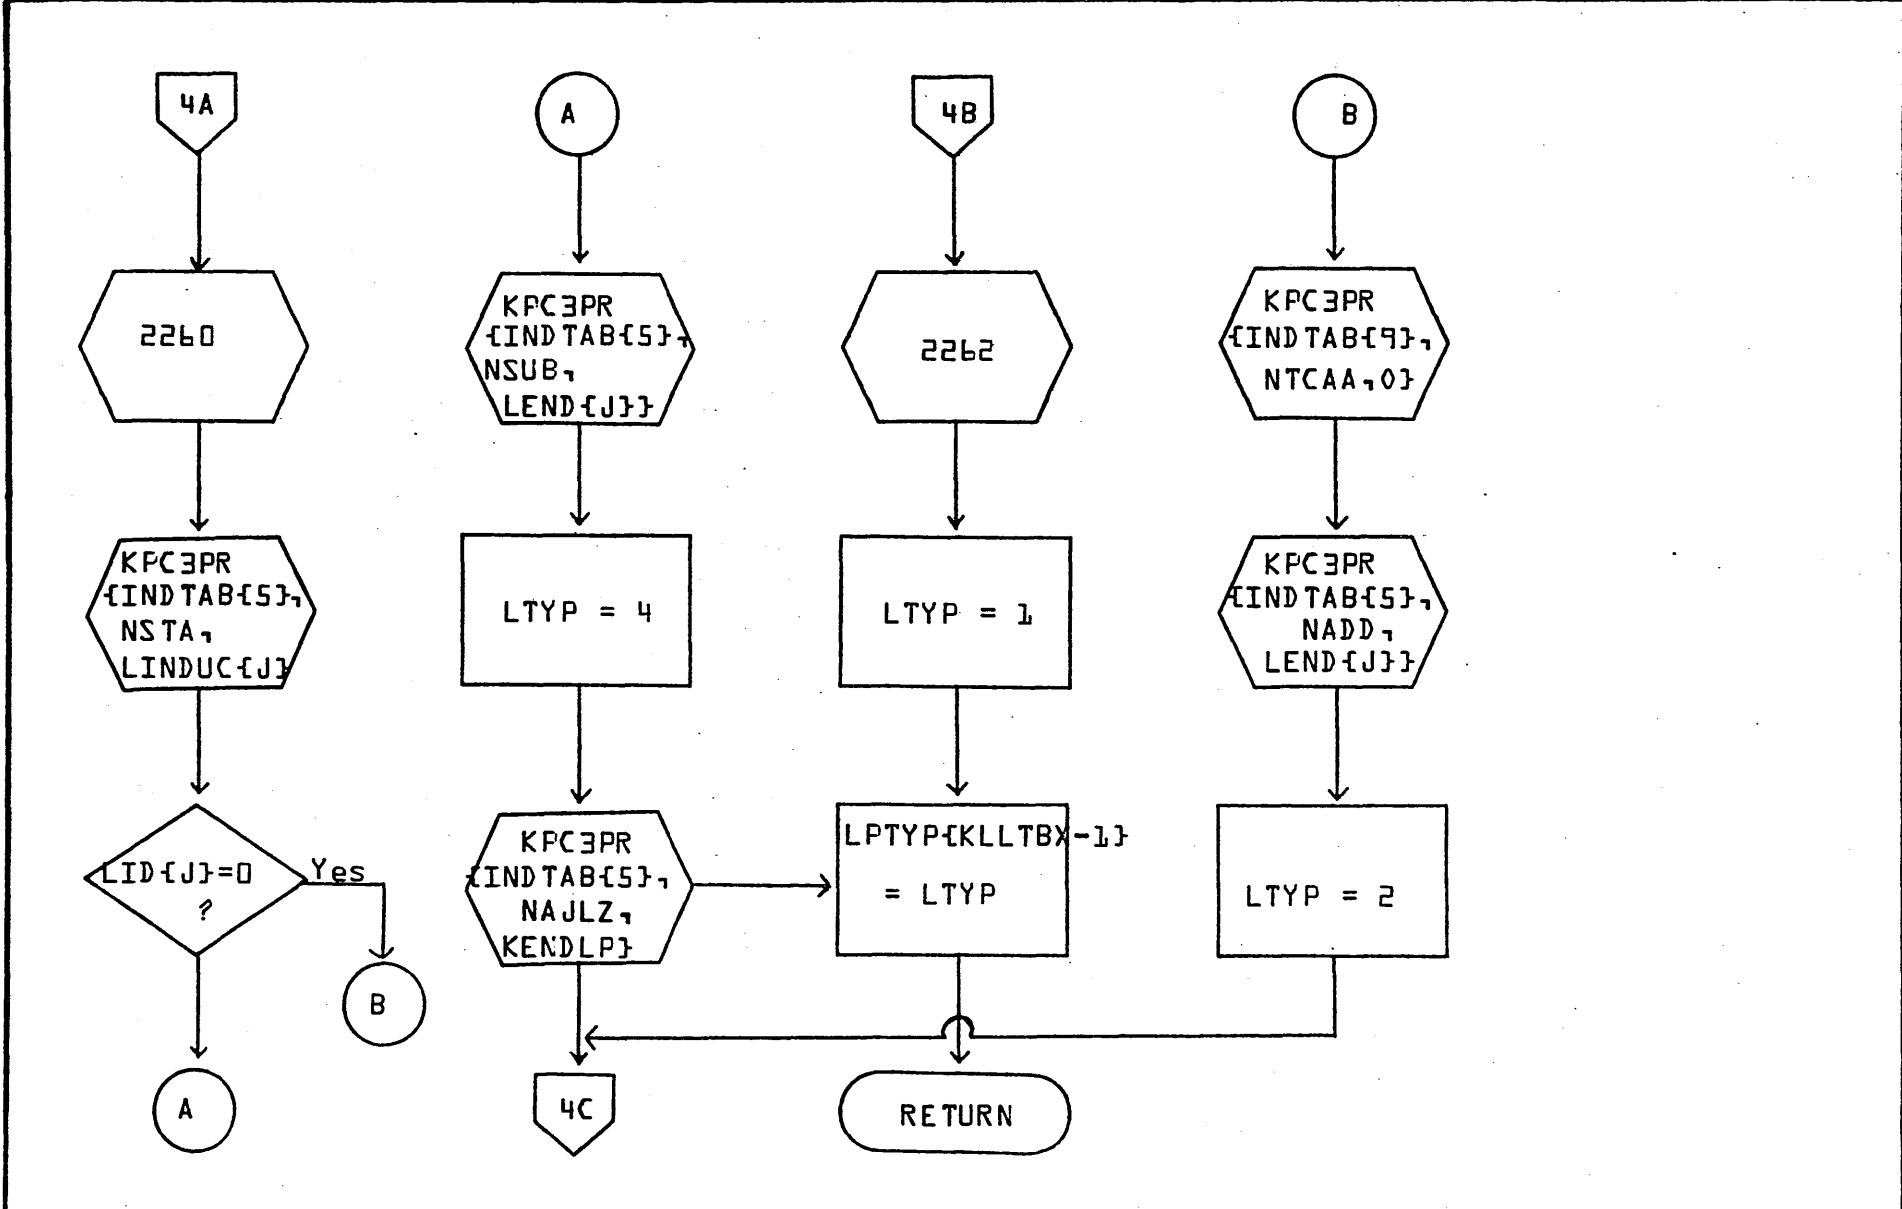 4A
2260
KPC3PR
{INDTAB{5},
NSTA,
LINDUC{J}
LID{J}=0
?
Yes
B
A
A
KPC3PR
{INDTAB{5},
NSUB,
LEND{J}}
LTYP = 4
KPC3PR
{INDTAB{5},
NAJLZ,
KENDLP}
4C
4B
2262
LTYP = 1
LPTYP{KLLTBX-1}
= LTYP
RETURN
B
KPC3PR
{INDTAB{9},
NTCAA,0}
KPC3PR
{INDTAB{5},
NADD,
LEND{J}}
LTYP = 2